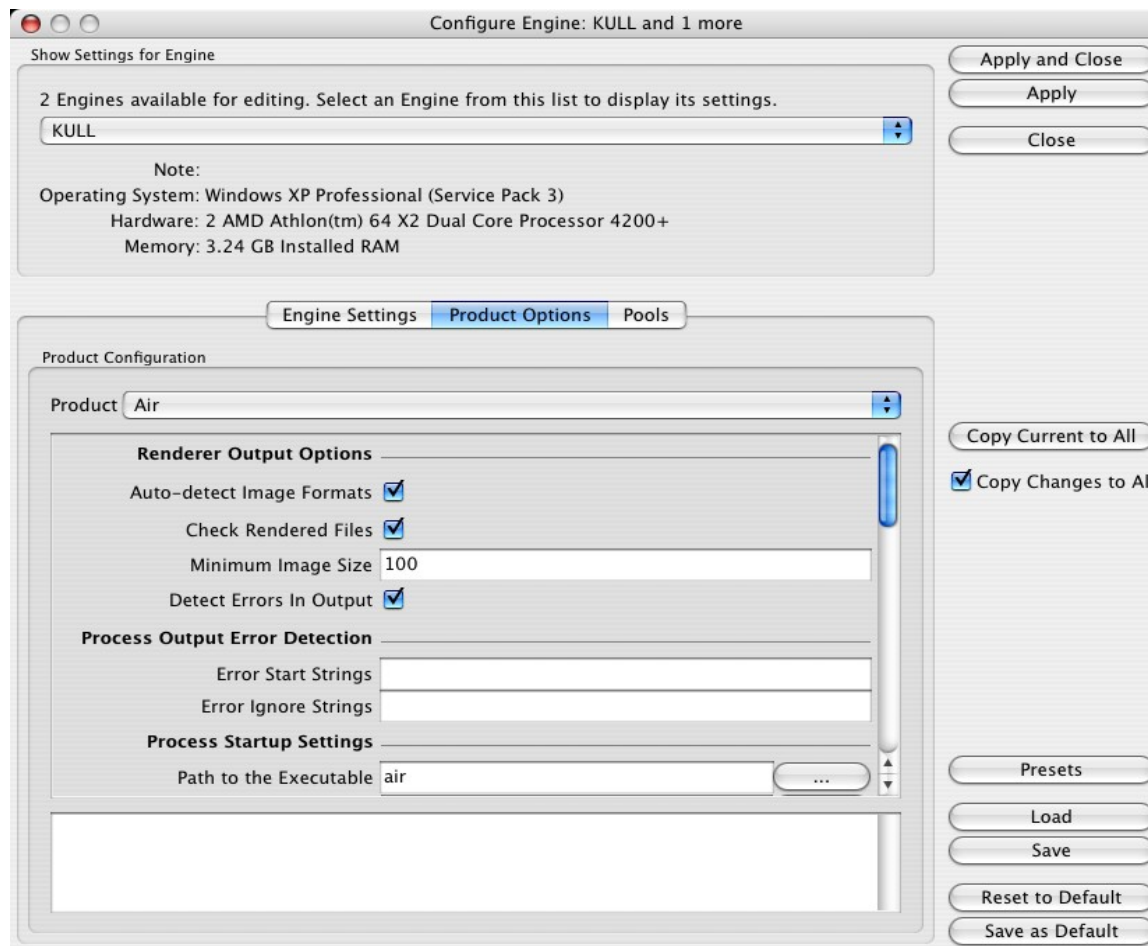 Configure Engine: KULL and 1 more
Show Settings for Engine
2 Engines available for editing. Select an Engine from this list to display its settings.
KULL
Note:
Operating System: Windows XP Professional (Service Pack 3)
Hardware: 2 AMD Athlon(tm) 64 X2 Dual Core Processor 4200+
Memory: 3.24 GB Installed RAM
Apply and Close
Apply
Close
Engine Settings Product Options Pools
Product Configuration
Product Air
Renderer Output Options
Auto-detect Image Formats
Check Rendered Files
Minimum Image Size 100
Detect Errors In Output
Process Output Error Detection
Error Start Strings
Error Ignore Strings
Process Startup Settings
Path to the Executable air ...
Copy Current to All
Copy Changes to Al
Presets
Load
Save
Reset to Default
Save as Default